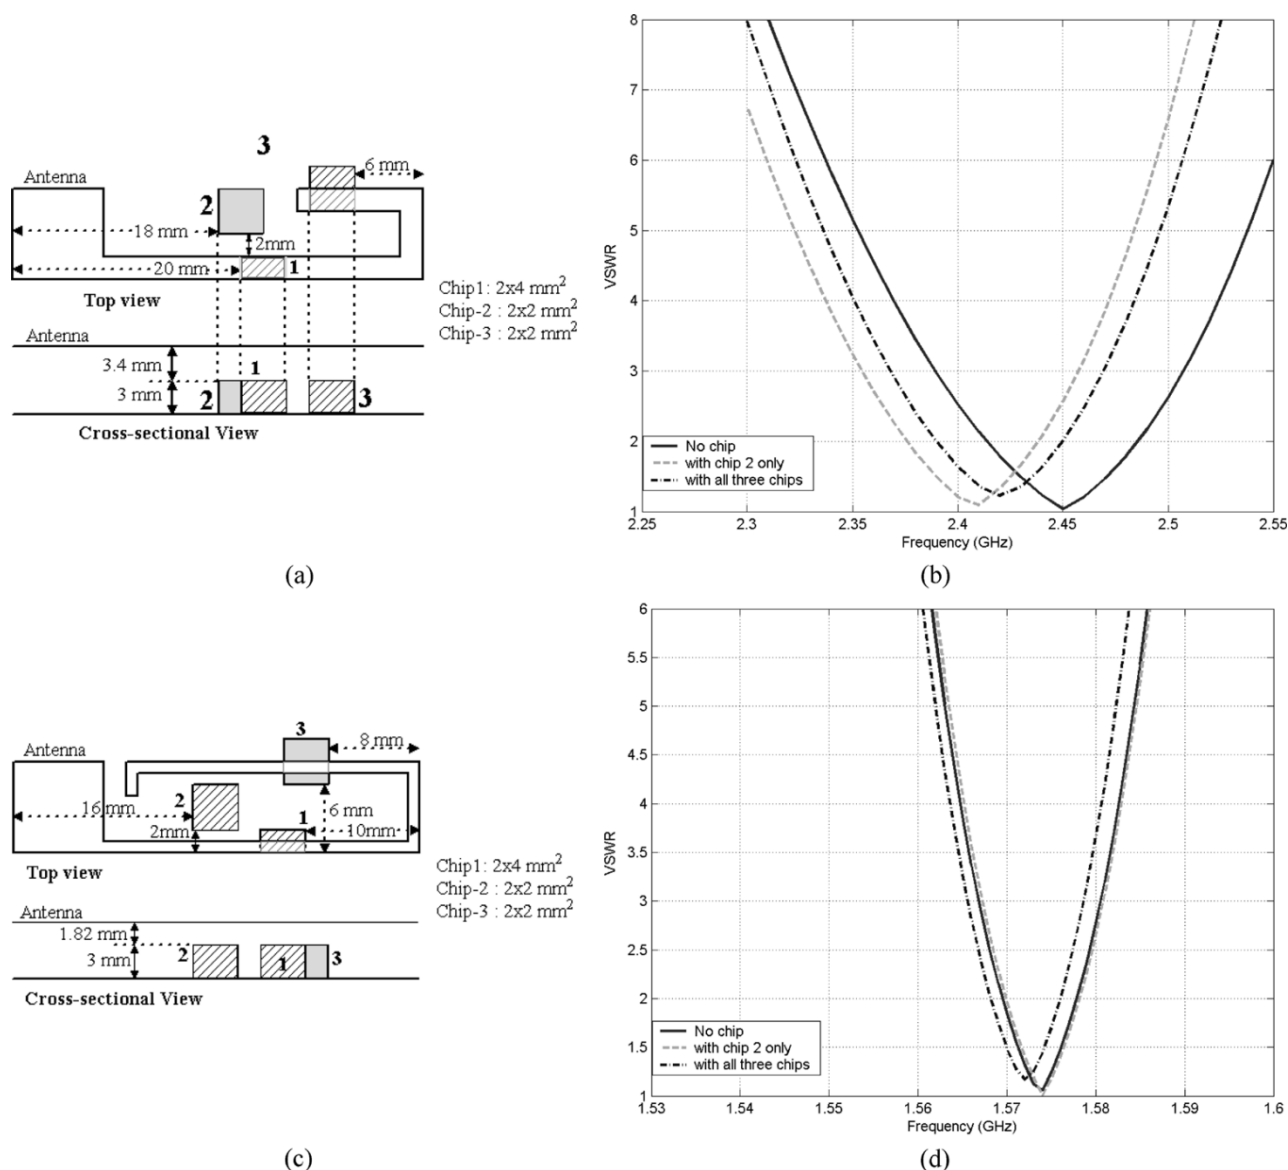 3
6 mm
Antenna
2
18 mm
2mm
1
20 mm
Top view
Chip1: 2x4 mm²
Chip-2 : 2x2 mm²
Chip-3 : 2x2 mm²
Antenna
3.4 mm
1
3 mm
2
3
Cross-sectional View
(a)
8
7
6
5
4
3
2
1
VSWR
No chip
with chip 2 only
with all three chips
2.25
2.3
2.35
2.4
2.45
2.5
2.55
Frequency (GHz)
(b)
3
8 mm
Antenna
2
16 mm
6 mm
1
2mm
10mm
Top view
Chip1: 2x4 mm²
Chip-2 : 2x2 mm²
Chip-3 : 2x2 mm²
Antenna
1.82 mm
2
1
3
3 mm
Cross-sectional View
(c)
6
5.5
5
4.5
4
3.5
3
2.5
2
1.5
1
VSWR
No chip
with chip 2 only
with all three chips
1.53
1.54
1.55
1.56
1.57
1.58
1.59
1.6
Frequency (GHz)
(d)